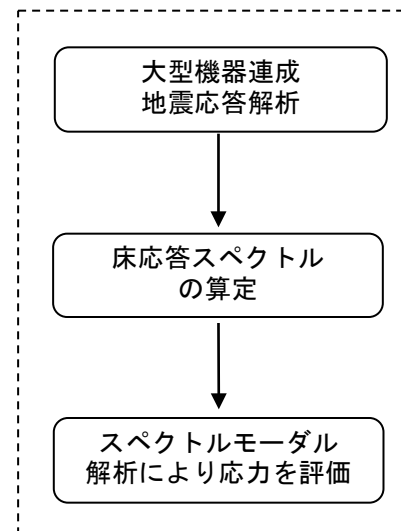 大型機器連成
地震応答解析
床応答スペクトル
の算定
スペクトルモーダル
解析により応力を評価